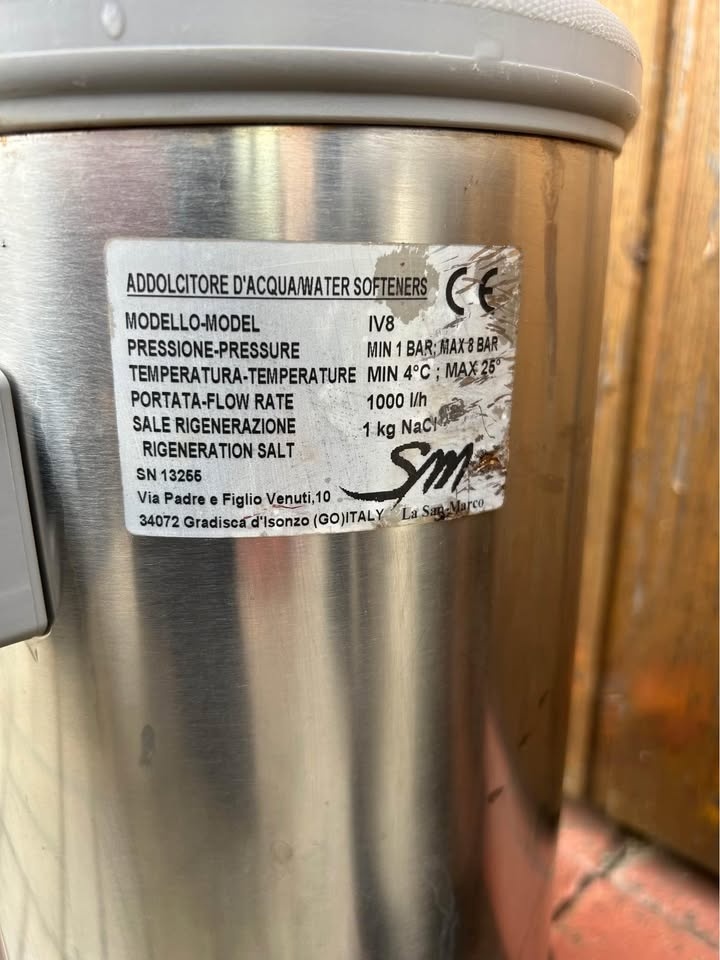 ADDOLCITORE D'ACQUA/WATER SOFTENERS CE
MODELLO-MODEL IV8
PRESSIONE-PRESSURE MIN 1 BAR; MAX 8 BAR
TEMPERATURA-TEMPERATURE MIN 4°C ; MAX 25°
PORTATA-FLOW RATE 1000 l/h
SALE RIGENERAZIONE 1 kg NaCl
RIGENERATION SALT
SN 13255
Via Padre e Figlio Venuti,10
34072 Gradisca d'Isonzo (GO)ITALY
SM
La San Marco